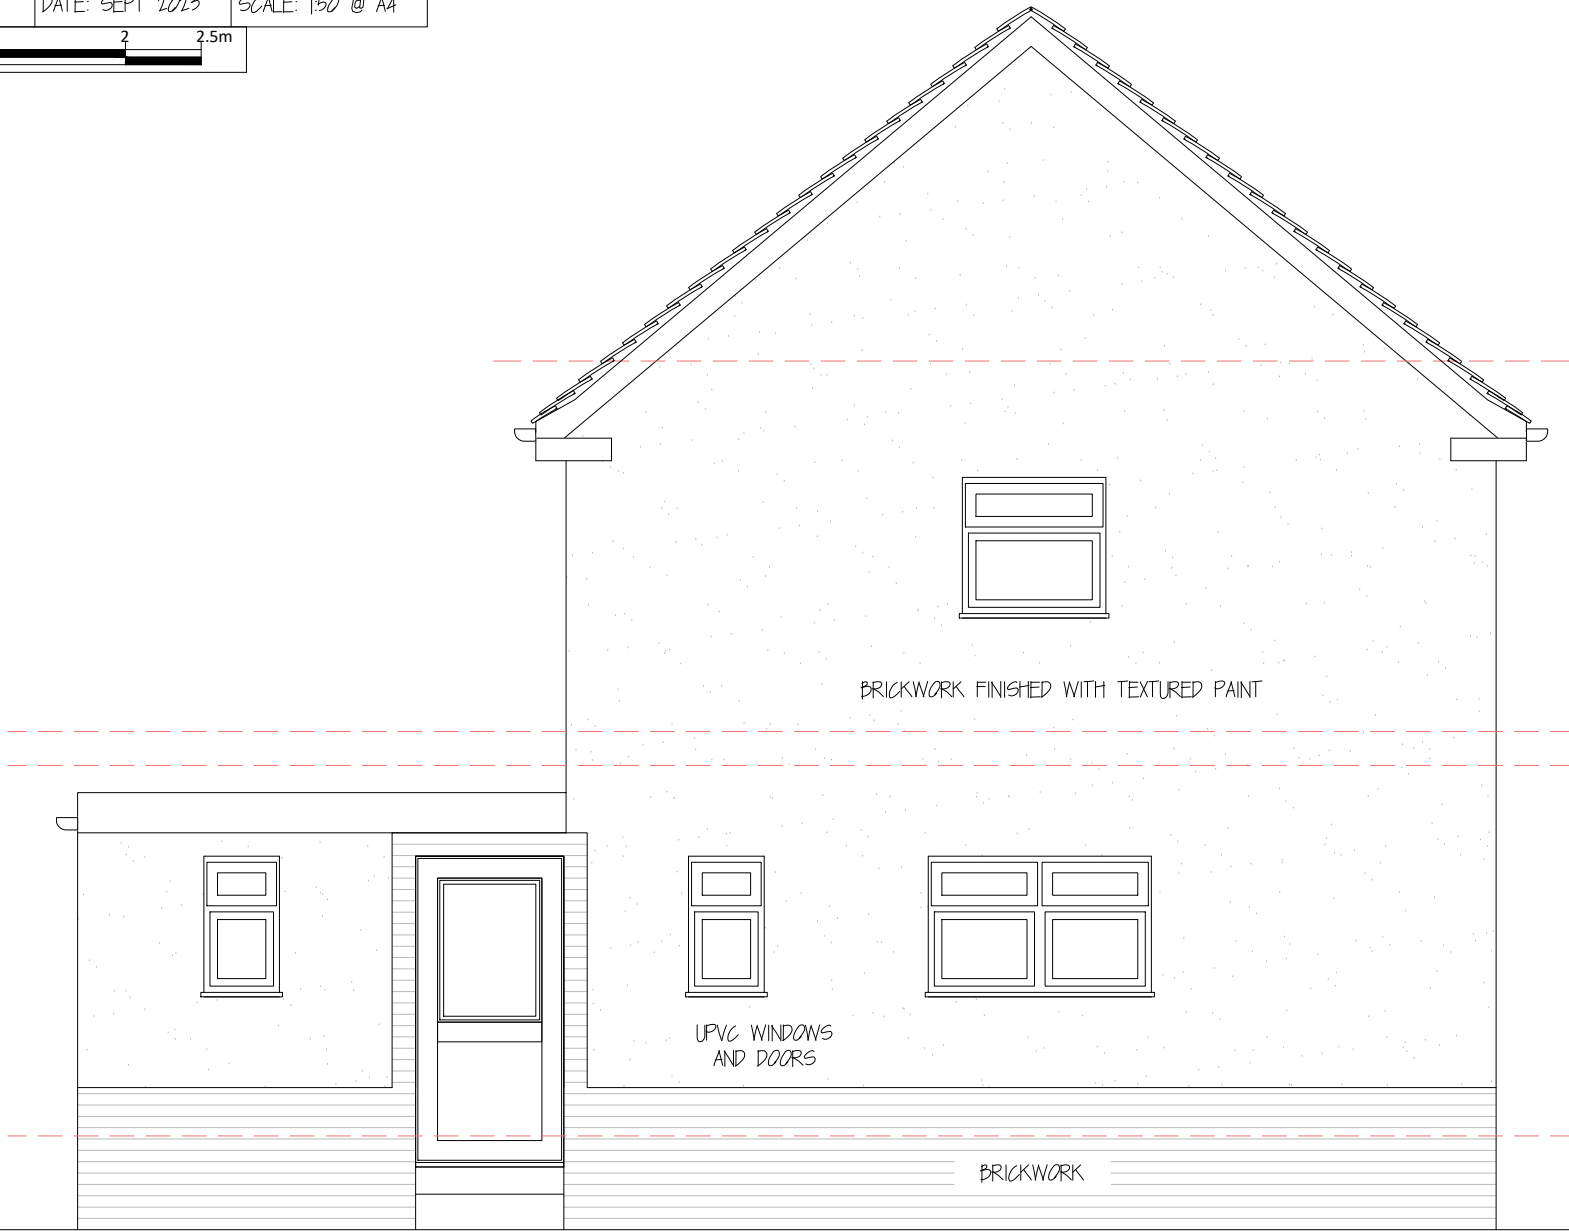 DATE: SEPT 2023 SCALE: 1:50 @ A4
2 2.5m
BRICKWORK FINISHED WITH TEXTURED PAINT
UPVC WINDOWS
AND DOORS
BRICKWORK